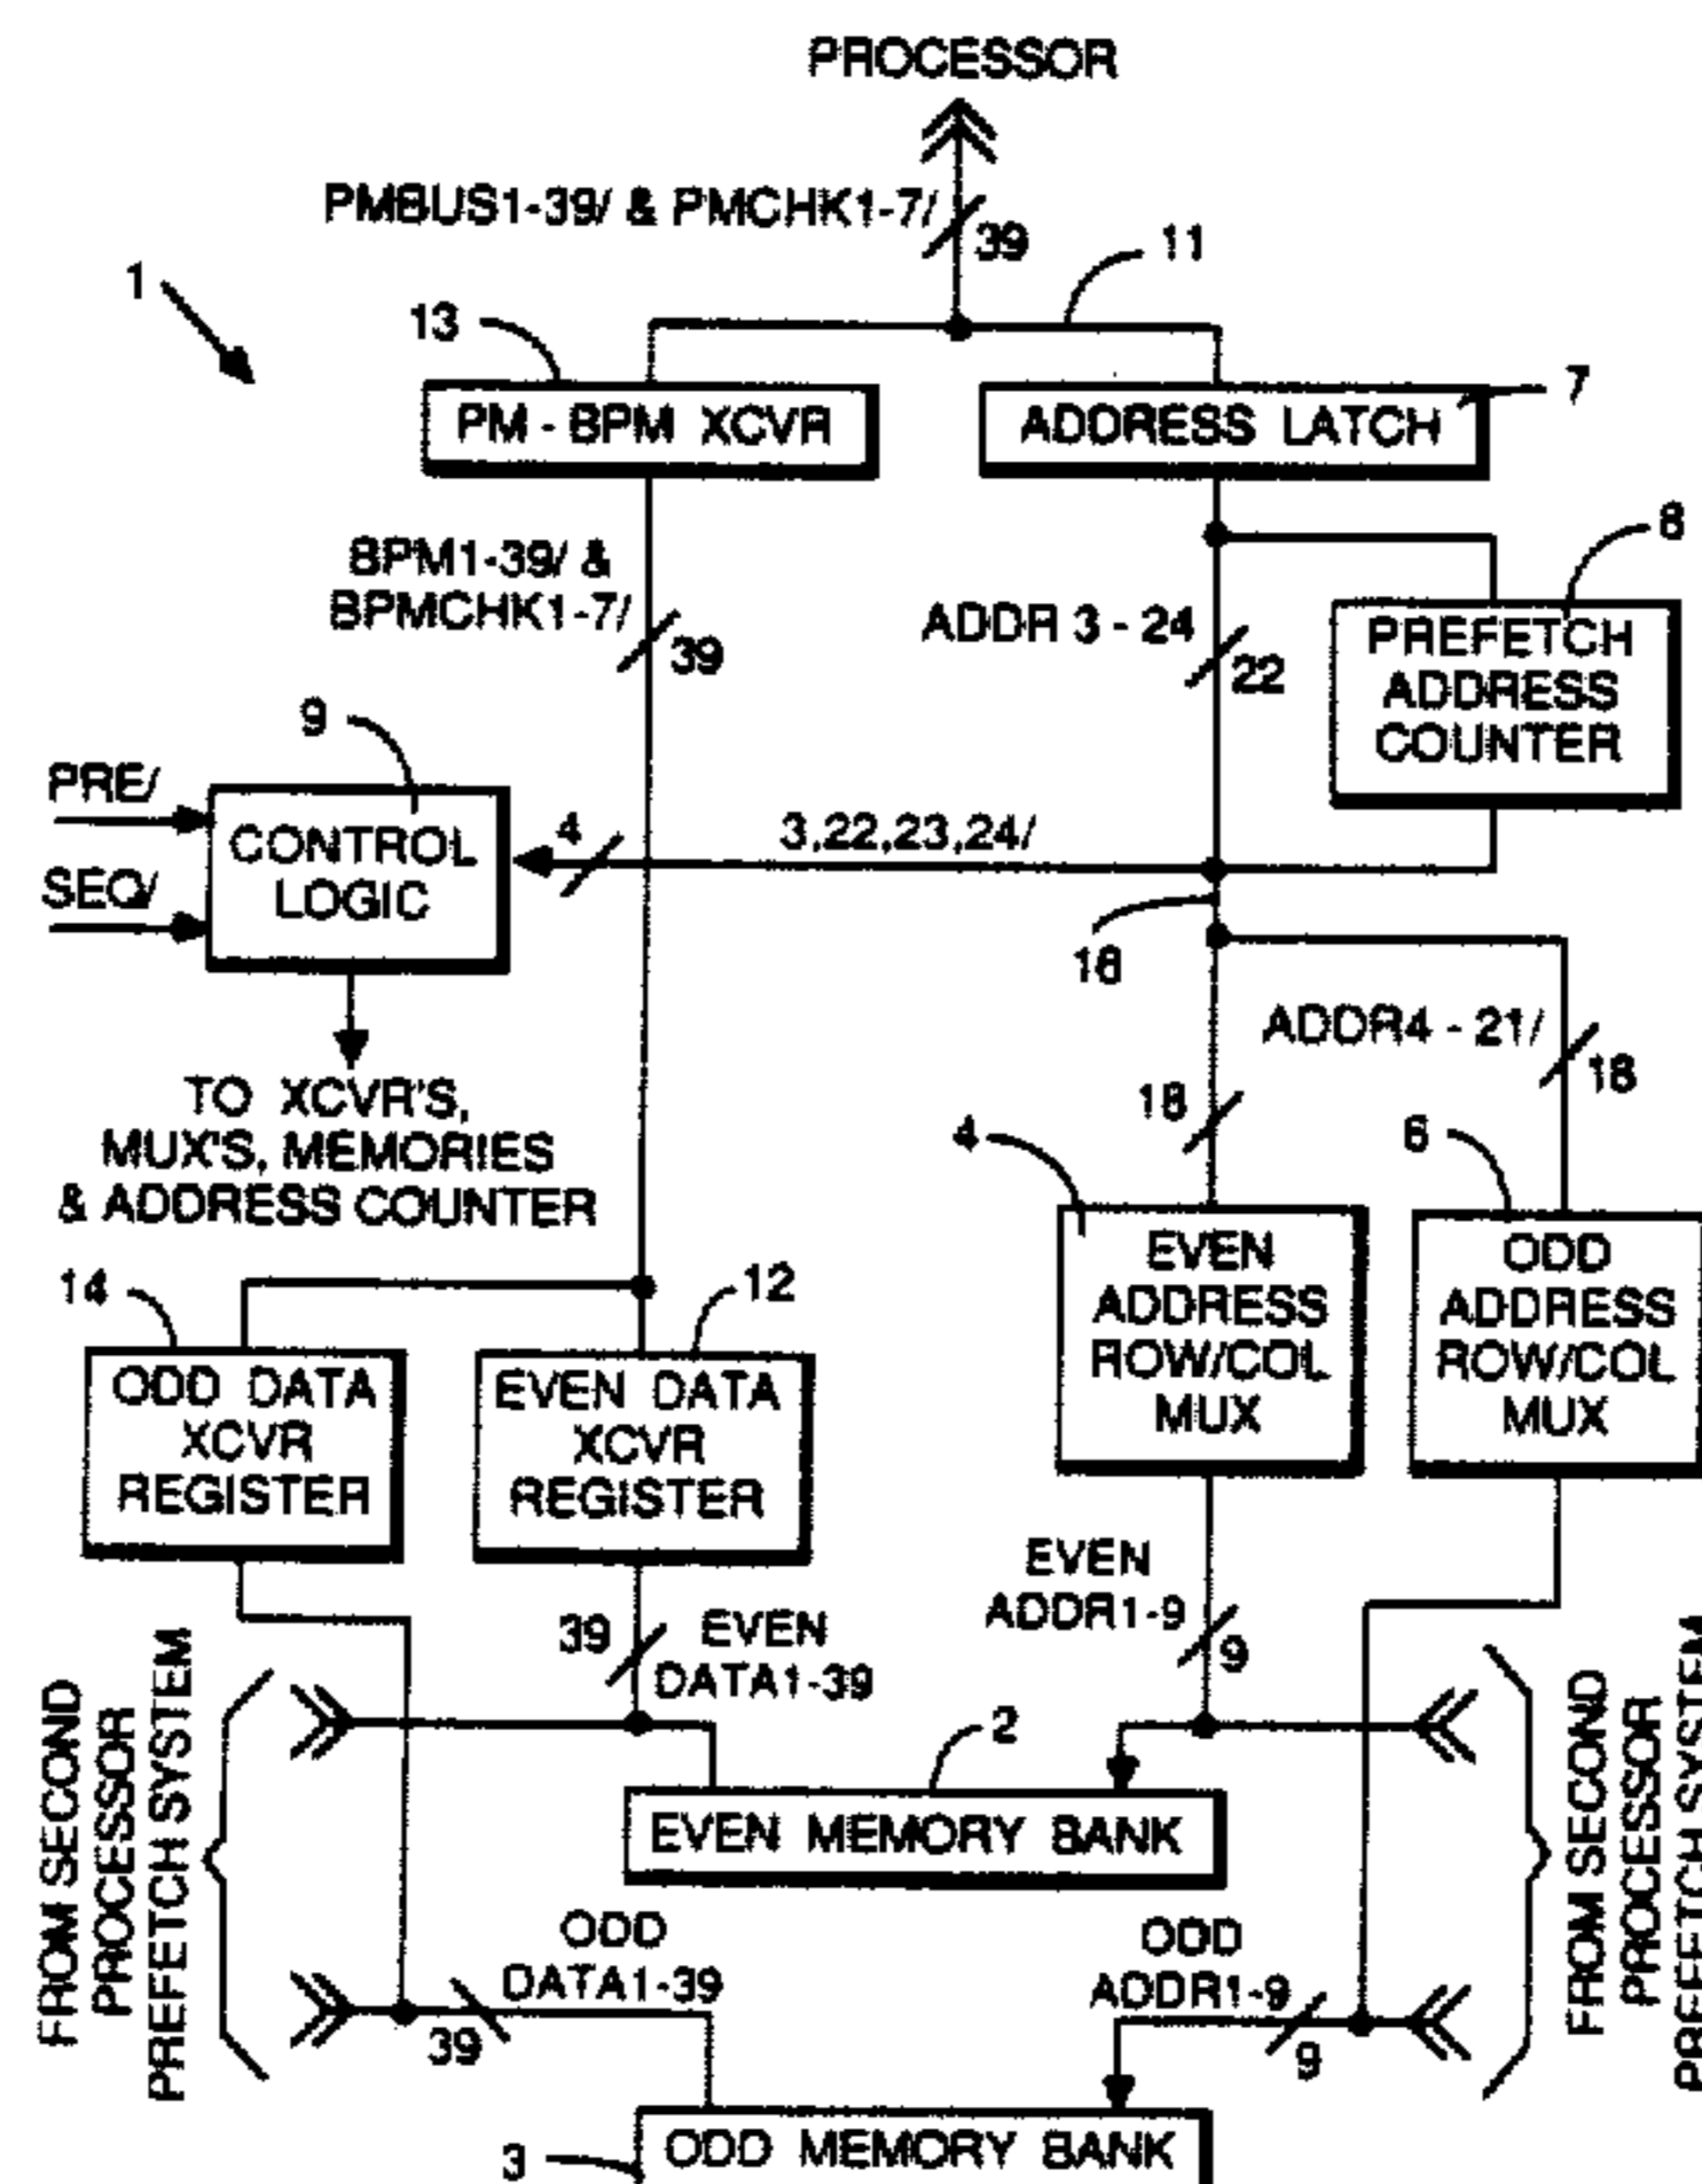 PROCESSOR
PMBUS1-39/ & PMCHK1-7/
39
11
1
13
7
PM - BPM XCVR
ADDRESS LATCH
8
BPM1-39/ &
BPMCHK1-7/
39
ADDR 3 - 24
22
PREFETCH
ADDRESS
COUNTER
9
PRE/
SEQ/
CONTROL
LOGIC
4
3,22,23,24/
16
ADDR4 - 21/
18
18
TO XCVR'S,
MUX'S, MEMORIES
& ADDRESS COUNTER
4
6
14
12
EVEN
ADDRESS
ROW/COL
MUX
ODD
ADDRESS
ROW/COL
MUX
ODD DATA
XCVR
REGISTER
EVEN DATA
XCVR
REGISTER
39
EVEN
DATA1-39
EVEN
ADDR1-9
9
FROM SECOND
PROCESSOR
PREFETCH SYSTEM
2
EVEN MEMORY BANK
FROM SECOND
PROCESSOR
PREFETCH SYSTEM
ODD
DATA1-39
39
ODD
ADDR1-9
9
3
ODD MEMORY BANK